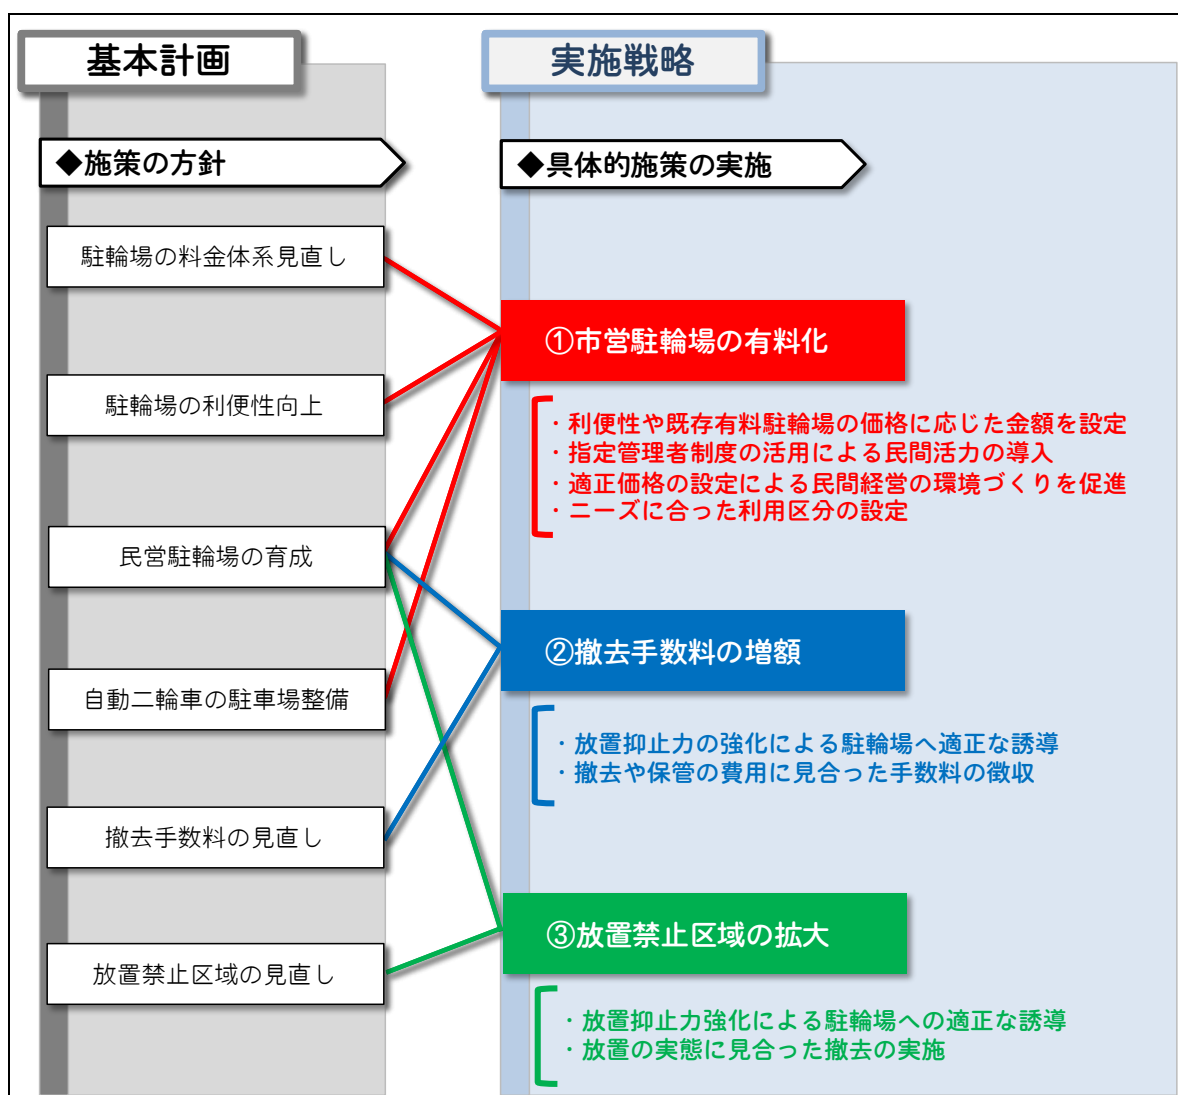 基本計画
◆施策の方針
駐輪場の料金体系見直し
駐輪場の利便性向上
民営駐輪場の育成
自動二輪車の駐車場整備
撤去手数料の見直し
放置禁止区域の見直し
実施戦略
◆具体的施策の実施
①市営駐輪場の有料化
・利便性や既存有料駐輪場の価格に応じた金額を設定
・指定管理者制度の活用による民間活力の導入
・適正価格の設定による民間経営の環境づくりを促進
・ニーズに合った利用区分の設定
②撤去手数料の増額
・放置抑止力の強化による駐輪場へ適正な誘導
・撤去や保管の費用に見合った手数料の徴収
③放置禁止区域の拡大
・放置抑止力強化による駐輪場への適正な誘導
・放置の実態に見合った撤去の実施